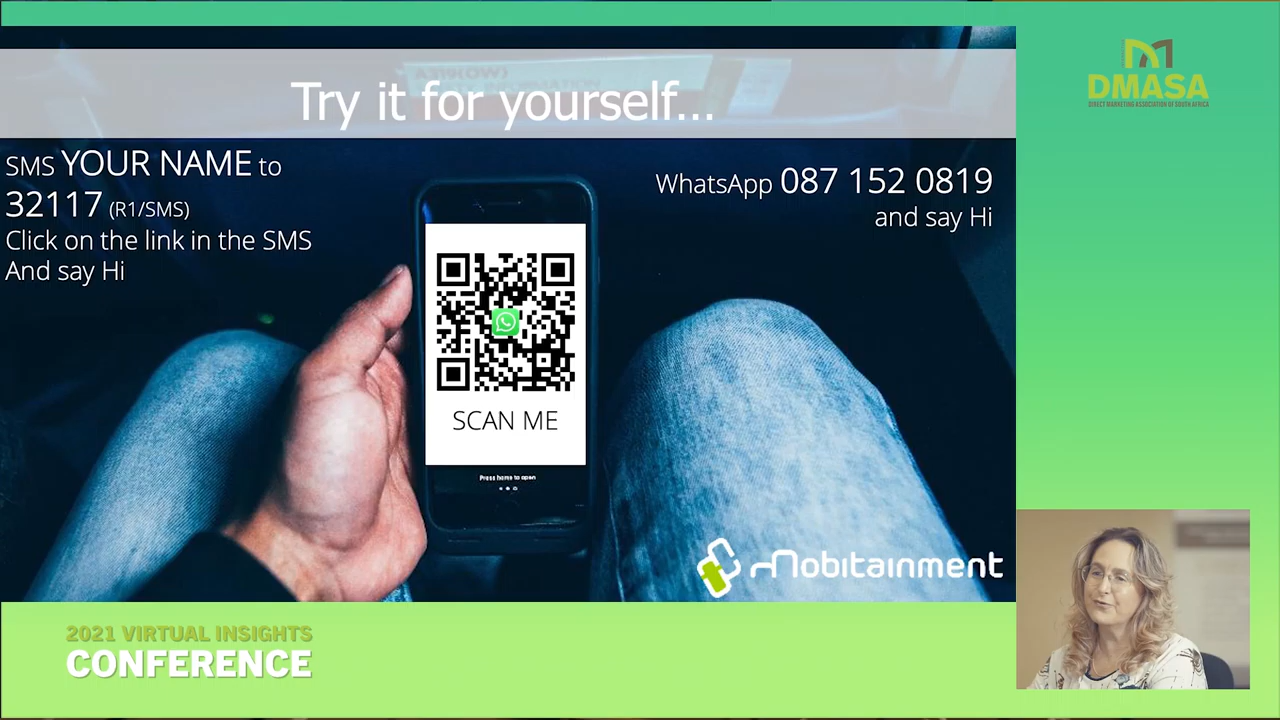 Try it for yourself...
SMS YOUR NAME to
32117 (R1/SMS)
Click on the link in the SMS
And say Hi
WhatsApp 087 152 0819
and say Hi
SCAN ME
Press home to open
Mobitainment
DMASA
DIRECT MARKETING ASSOCIATION OF SOUTH AFRICA
2021 VIRTUAL INSIGHTS
CONFERENCE